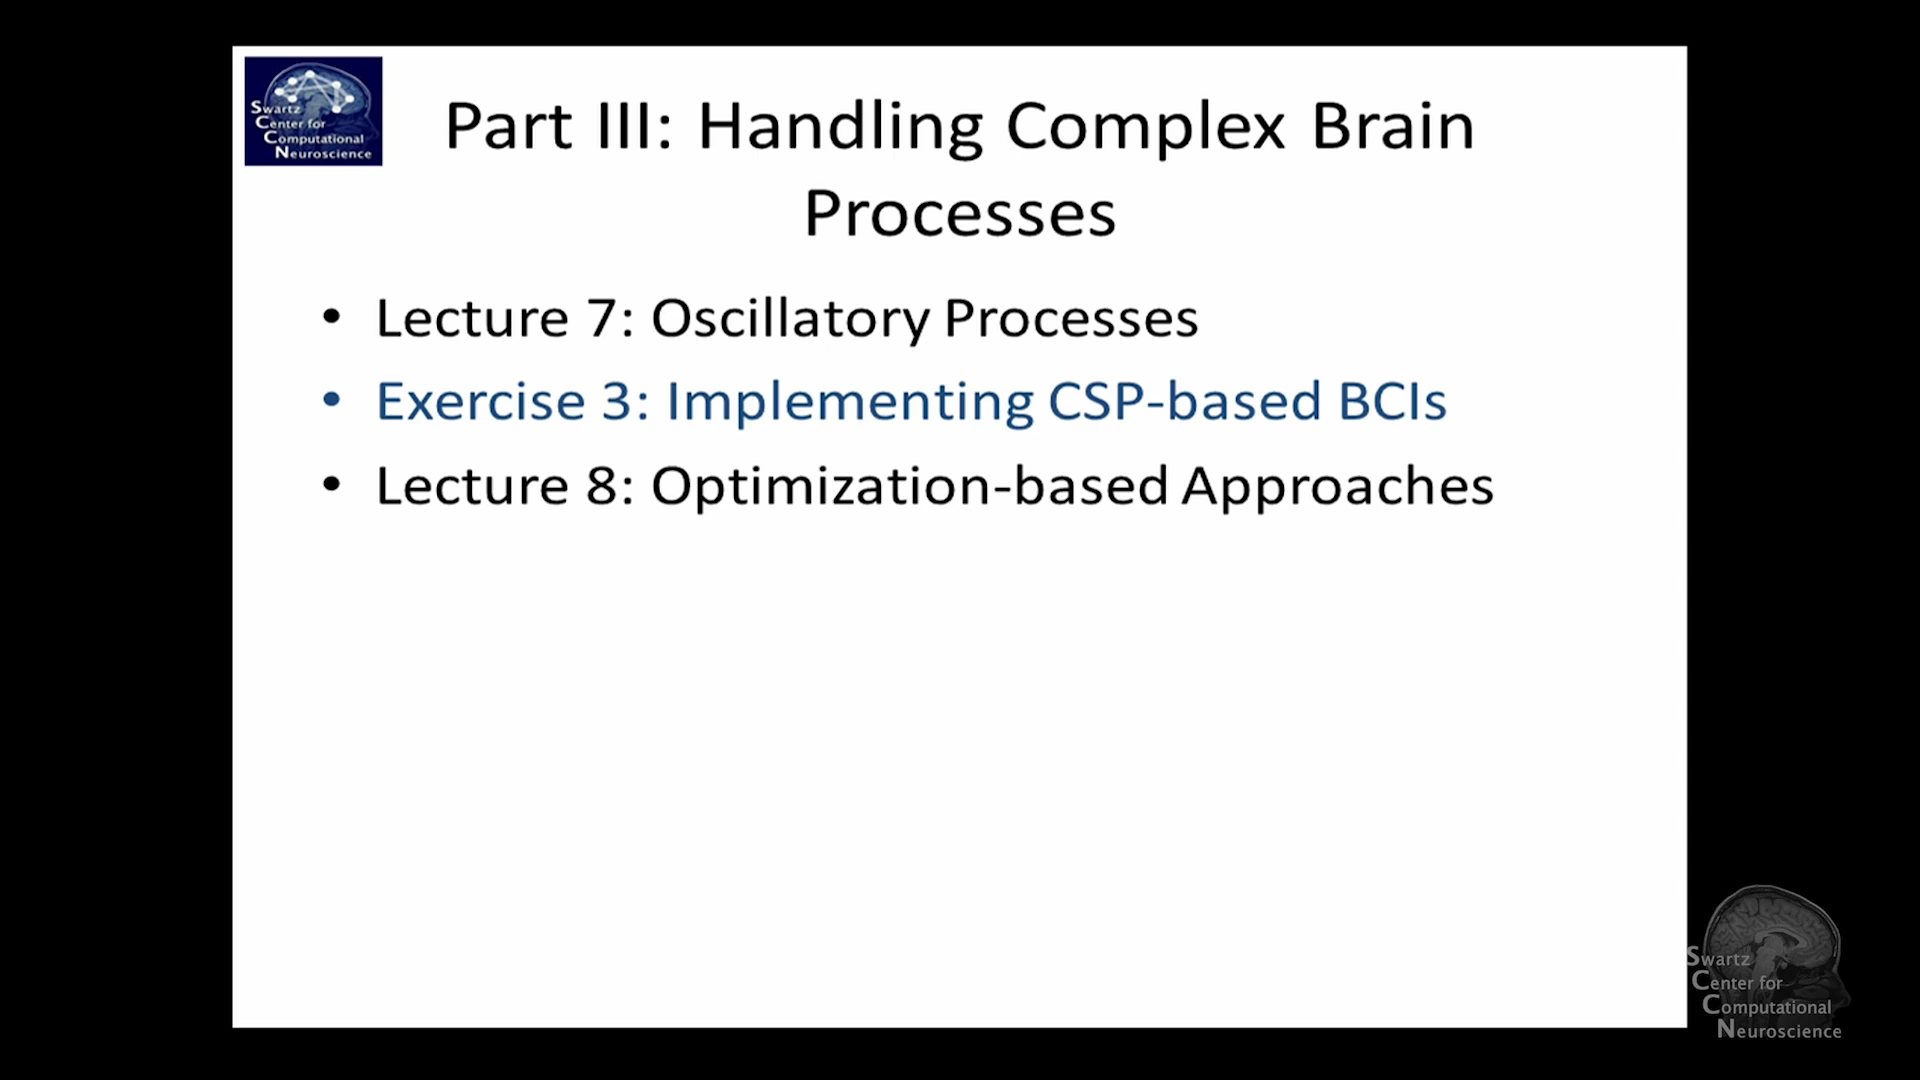 Swartz
Center for
Computational
Neuroscience
Part III: Handling Complex Brain
Processes
• Lecture 7: Oscillatory Processes
• Exercise 3: Implementing CSP-based BCIs
• Lecture 8: Optimization-based Approaches
Swartz
Center for
Computational
Neuroscience